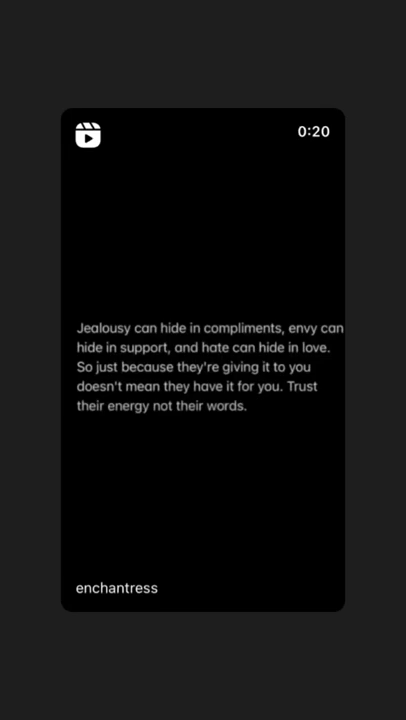 0:20
Jealousy can hide in compliments, envy can
hide in support, and hate can hide in love.
So just because they're giving it to you
doesn't mean they have it for you. Trust
their energy not their words.
enchantress